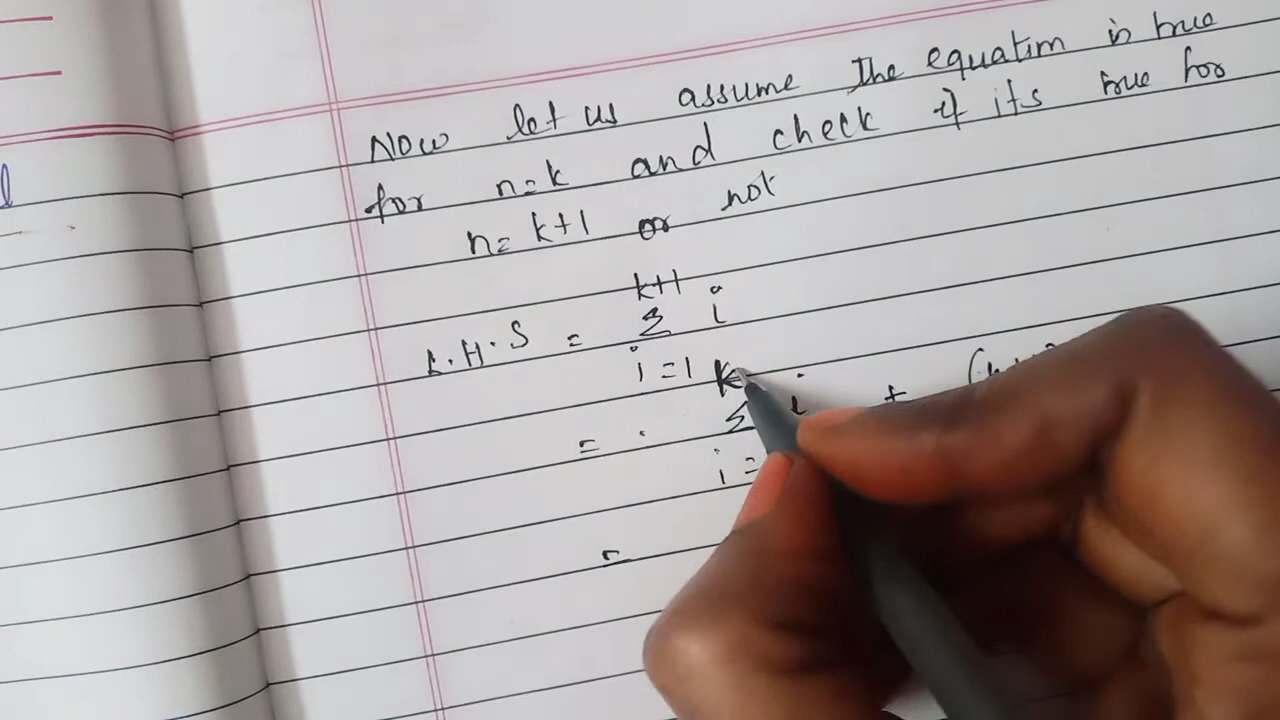 Now let us assume The equation is true
for n=k and check if its true for
n= k+1 or not
k+1
L.H.S = Σ i
i=1
k
= Σ i +
i =
=